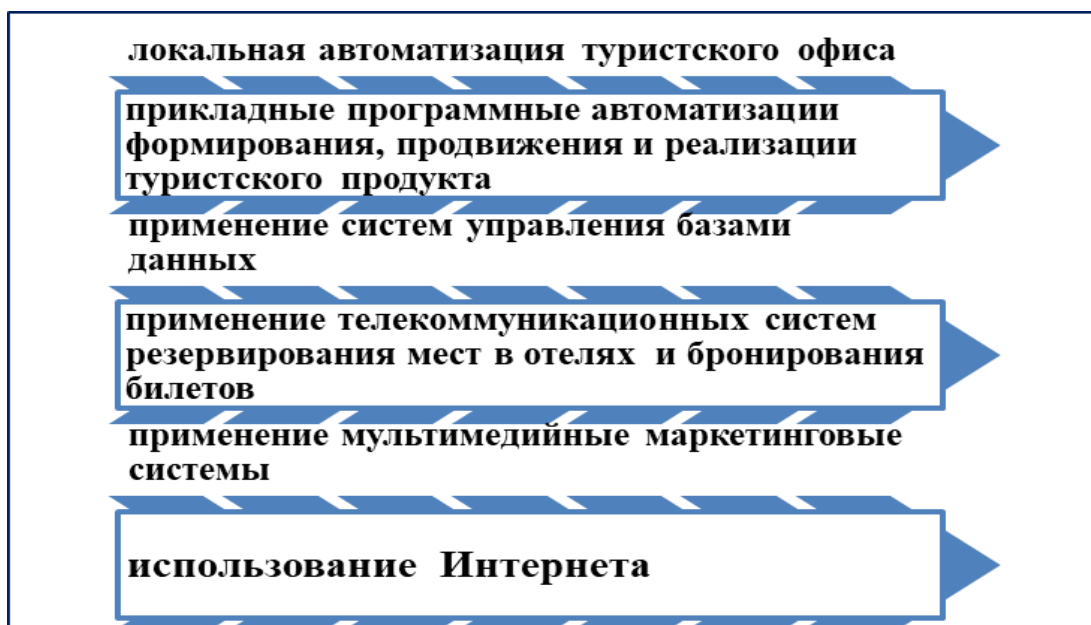 локальная автоматизация туристского офиса
прикладные программные автоматизации
формирования, продвижения и реализации
туристского продукта
применение систем управления базами
данных
применение телекоммуникационных систем
резервирования мест в отелях и бронирования
билетов
применение мультимедийные маркетинговые
системы
использование Интернета